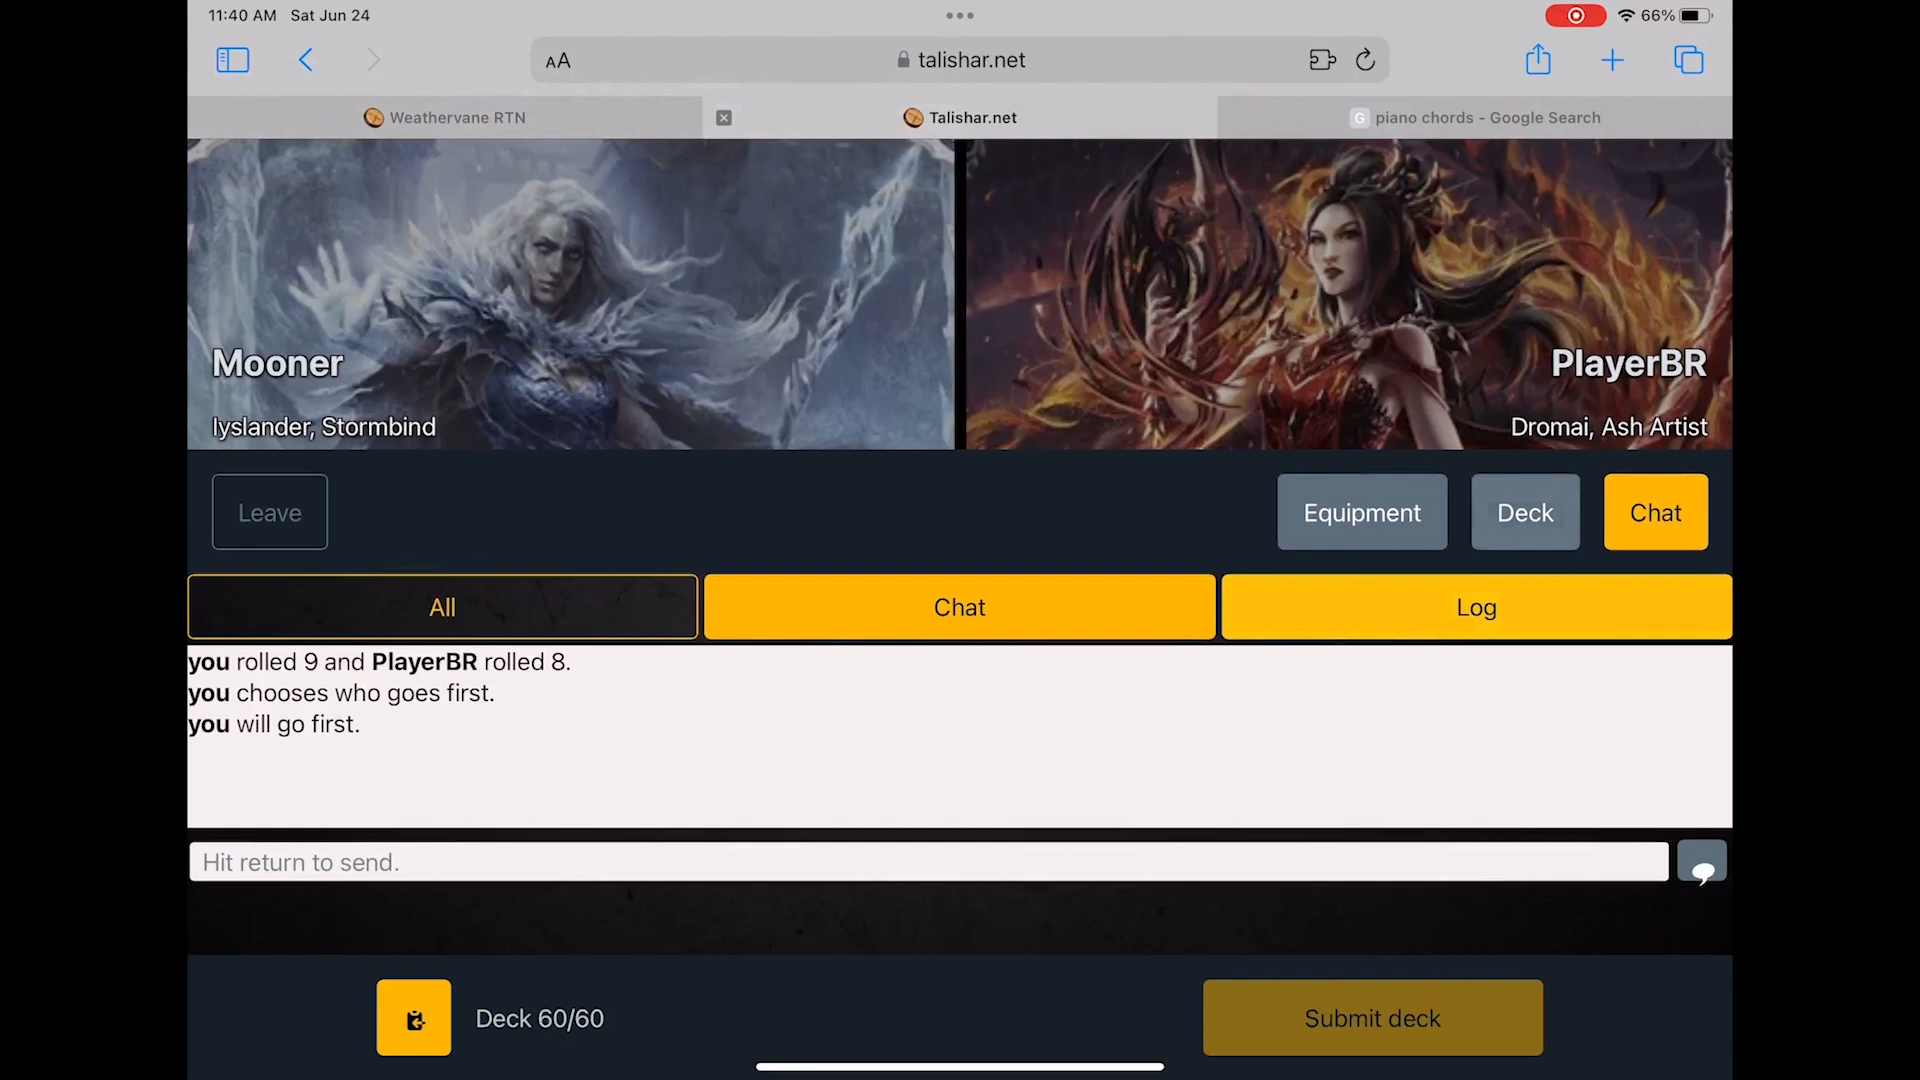 11:40 AM Sat Jun 24
66%
AA
talishar.net
Weathervane RTN
Talishar.net
G piano chords - Google Search
Mooner
Iyslander, Stormbind
PlayerBR
Dromai, Ash Artist
Leave
Equipment
Deck
Chat
All
Chat
Log
you rolled 9 and PlayerBR rolled 8.
you chooses who goes first.
you will go first.
Hit return to send.
Deck 60/60
Submit deck